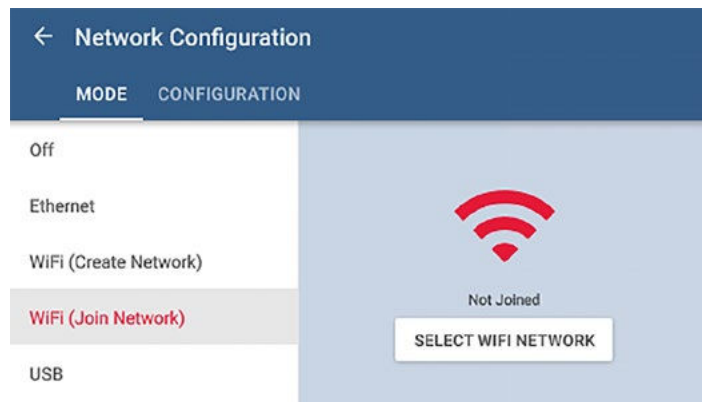 Network Configuration
MODE CONFIGURATION
Off
Ethernet
WiFi (Create Network)
WiFi (Join Network)
USB
Not Joined
SELECT WIFI NETWORK